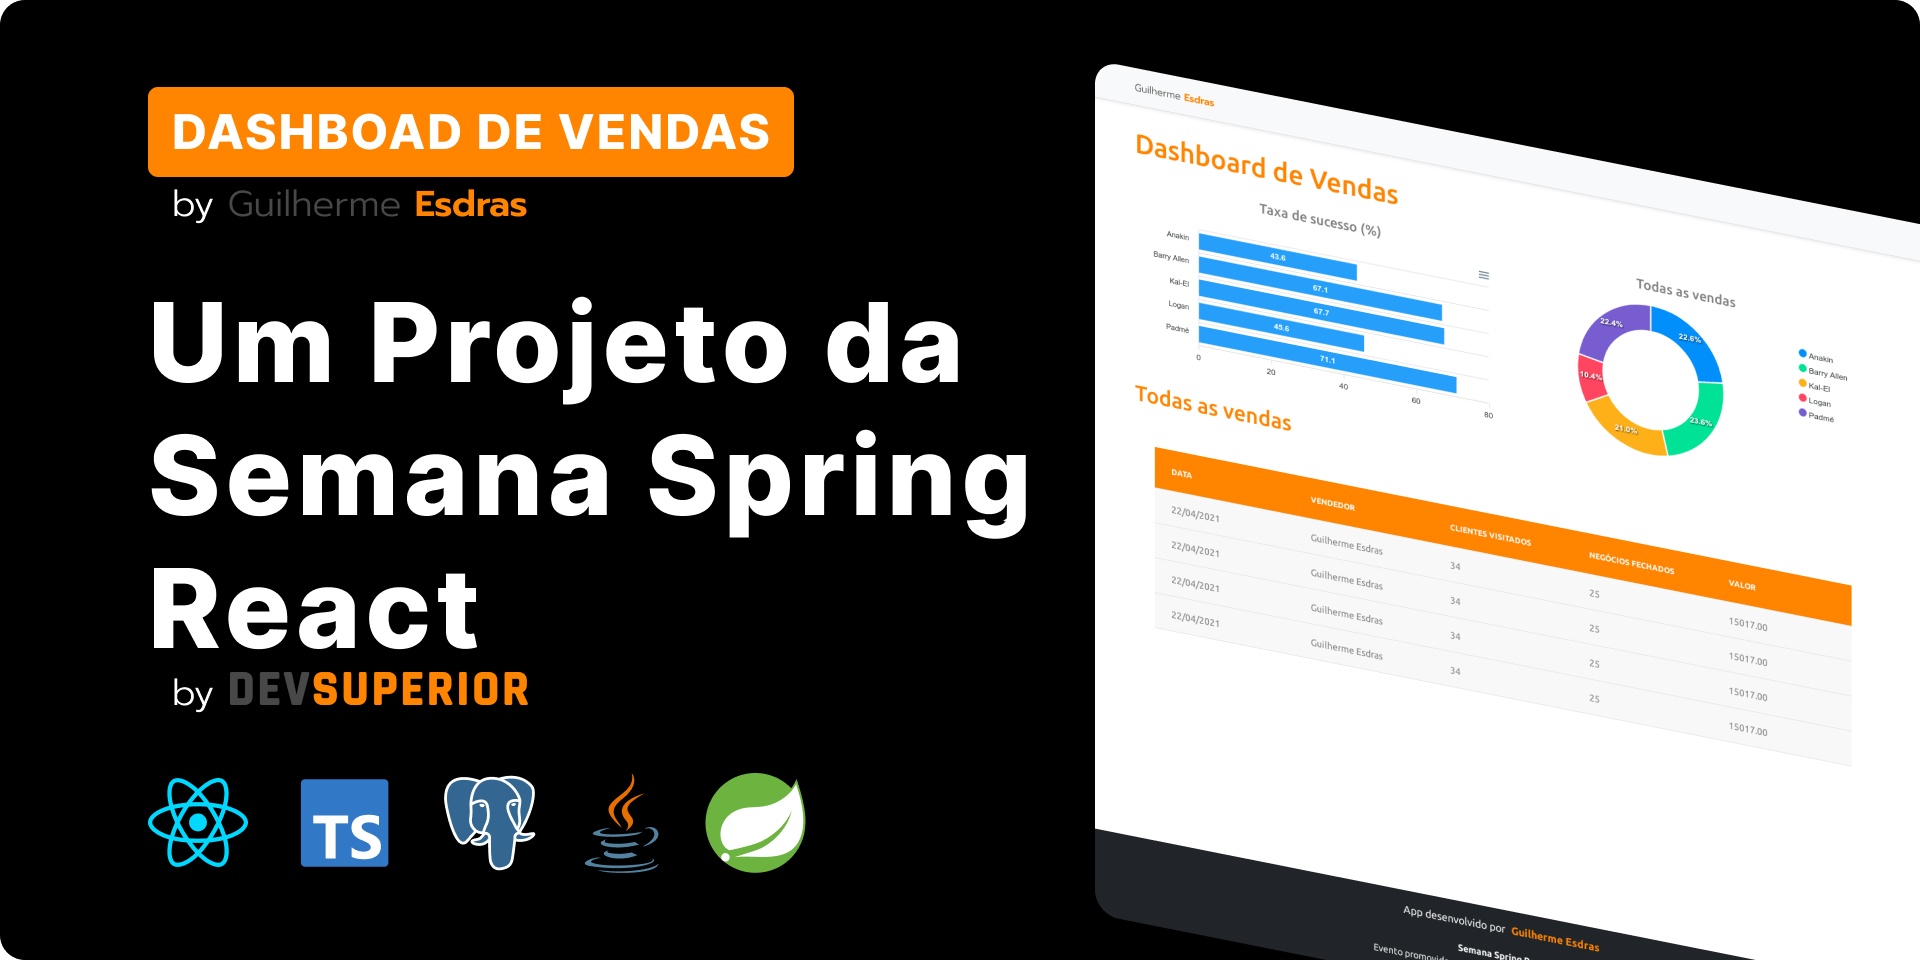 DASHBOAD DE VENDAS
by Guilherme Esdras
Um Projeto da
Semana Spring
React
by DEVSUPERIOR
TS
Guilherme Esdras
Dashboard de Vendas
Taxa de sucesso (%)
Anakin
Barry Allen
Kal-El
Logan
Padmé
43.6
67.1
67.7
45.6
71.1
0
20
40
60
80
Todas as vendas
22.6%
23.6%
21.0%
10.4%
22.4%
Anakin
Barry Allen
Kal-El
Logan
Padmé
Todas as vendas
DATA VENDEDOR CLIENTES VISITADOS NEGÓCIOS FECHADOS VALOR
22/04/2021 Guilherme Esdras 34 25 15017.00
22/04/2021 Guilherme Esdras 34 25 15017.00
22/04/2021 Guilherme Esdras 34 25 15017.00
22/04/2021 Guilherme Esdras 34 25 15017.00
App desenvolvido por Guilherme Esdras
Evento Semana Spring